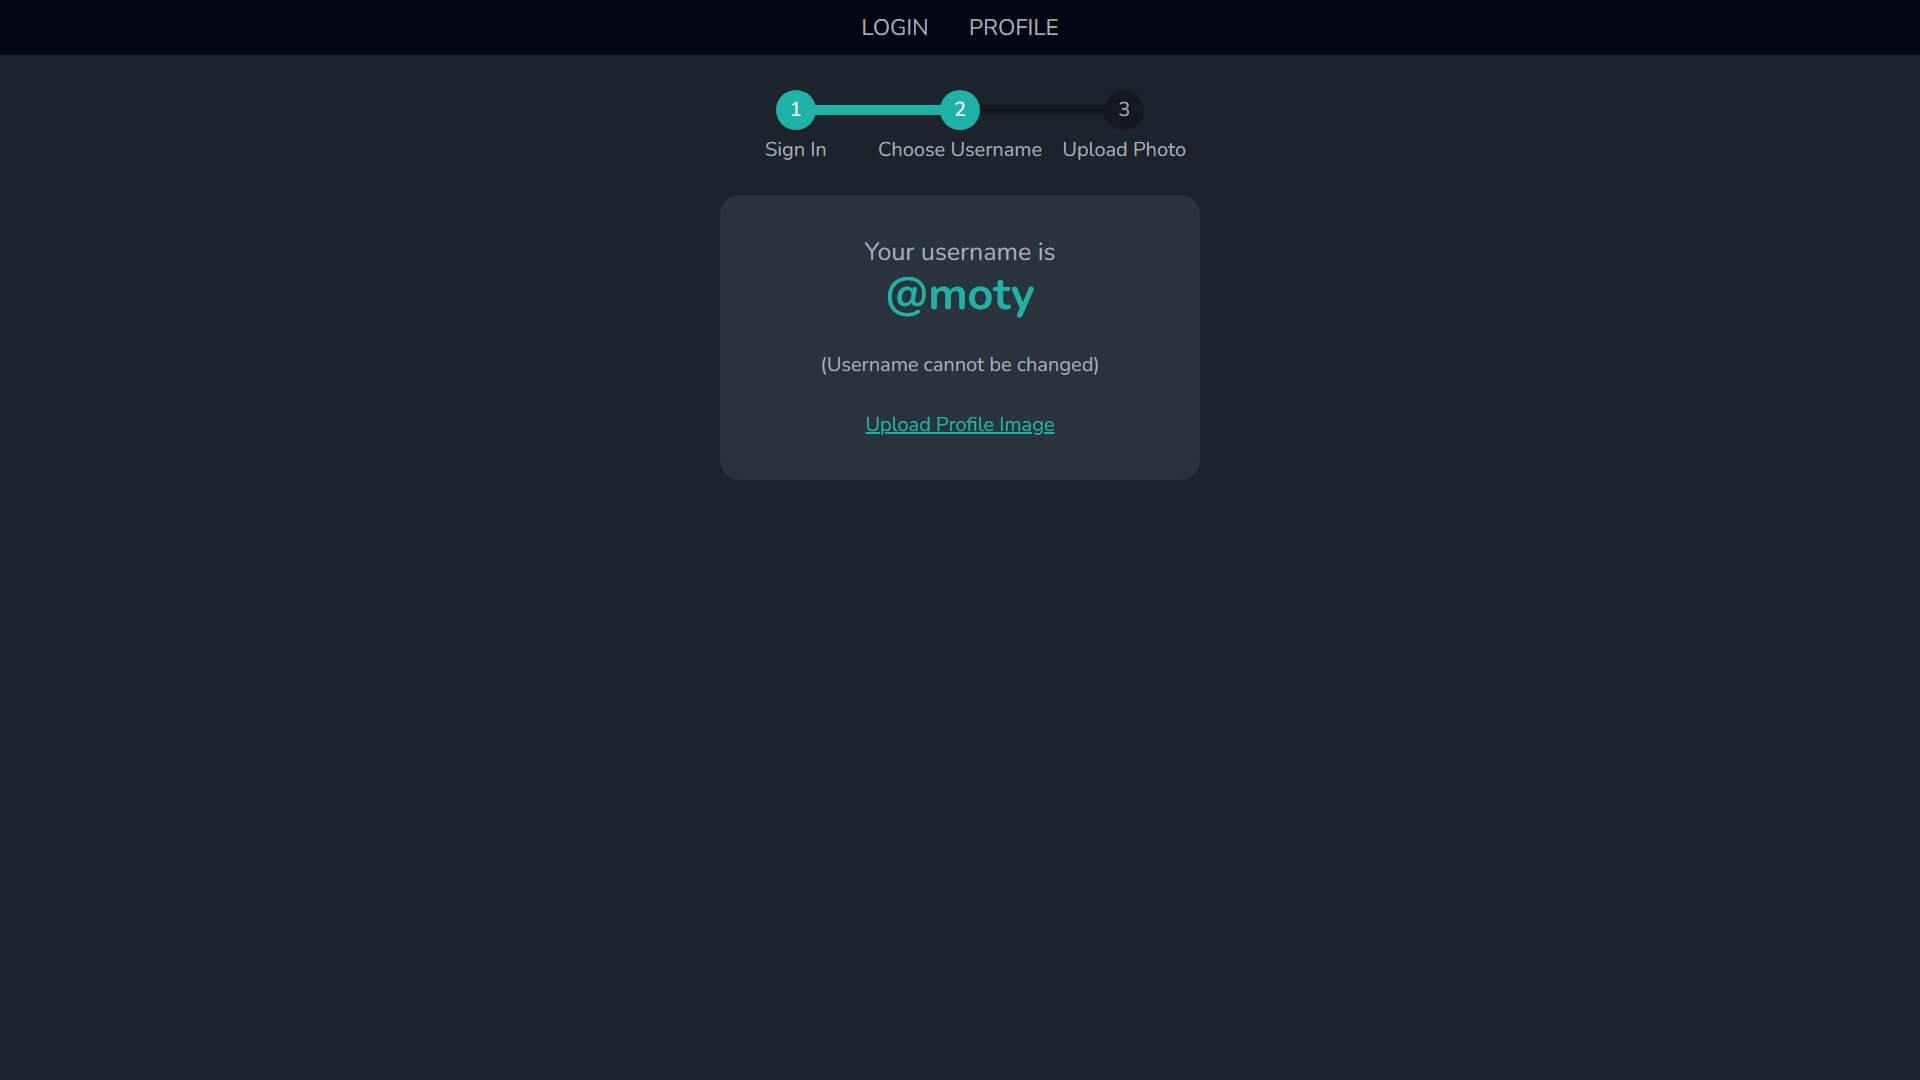 LOGIN PROFILE
1 2 3
Sign In Choose Username Upload Photo
Your username is
@moty
(Username cannot be changed)
Upload Profile Image